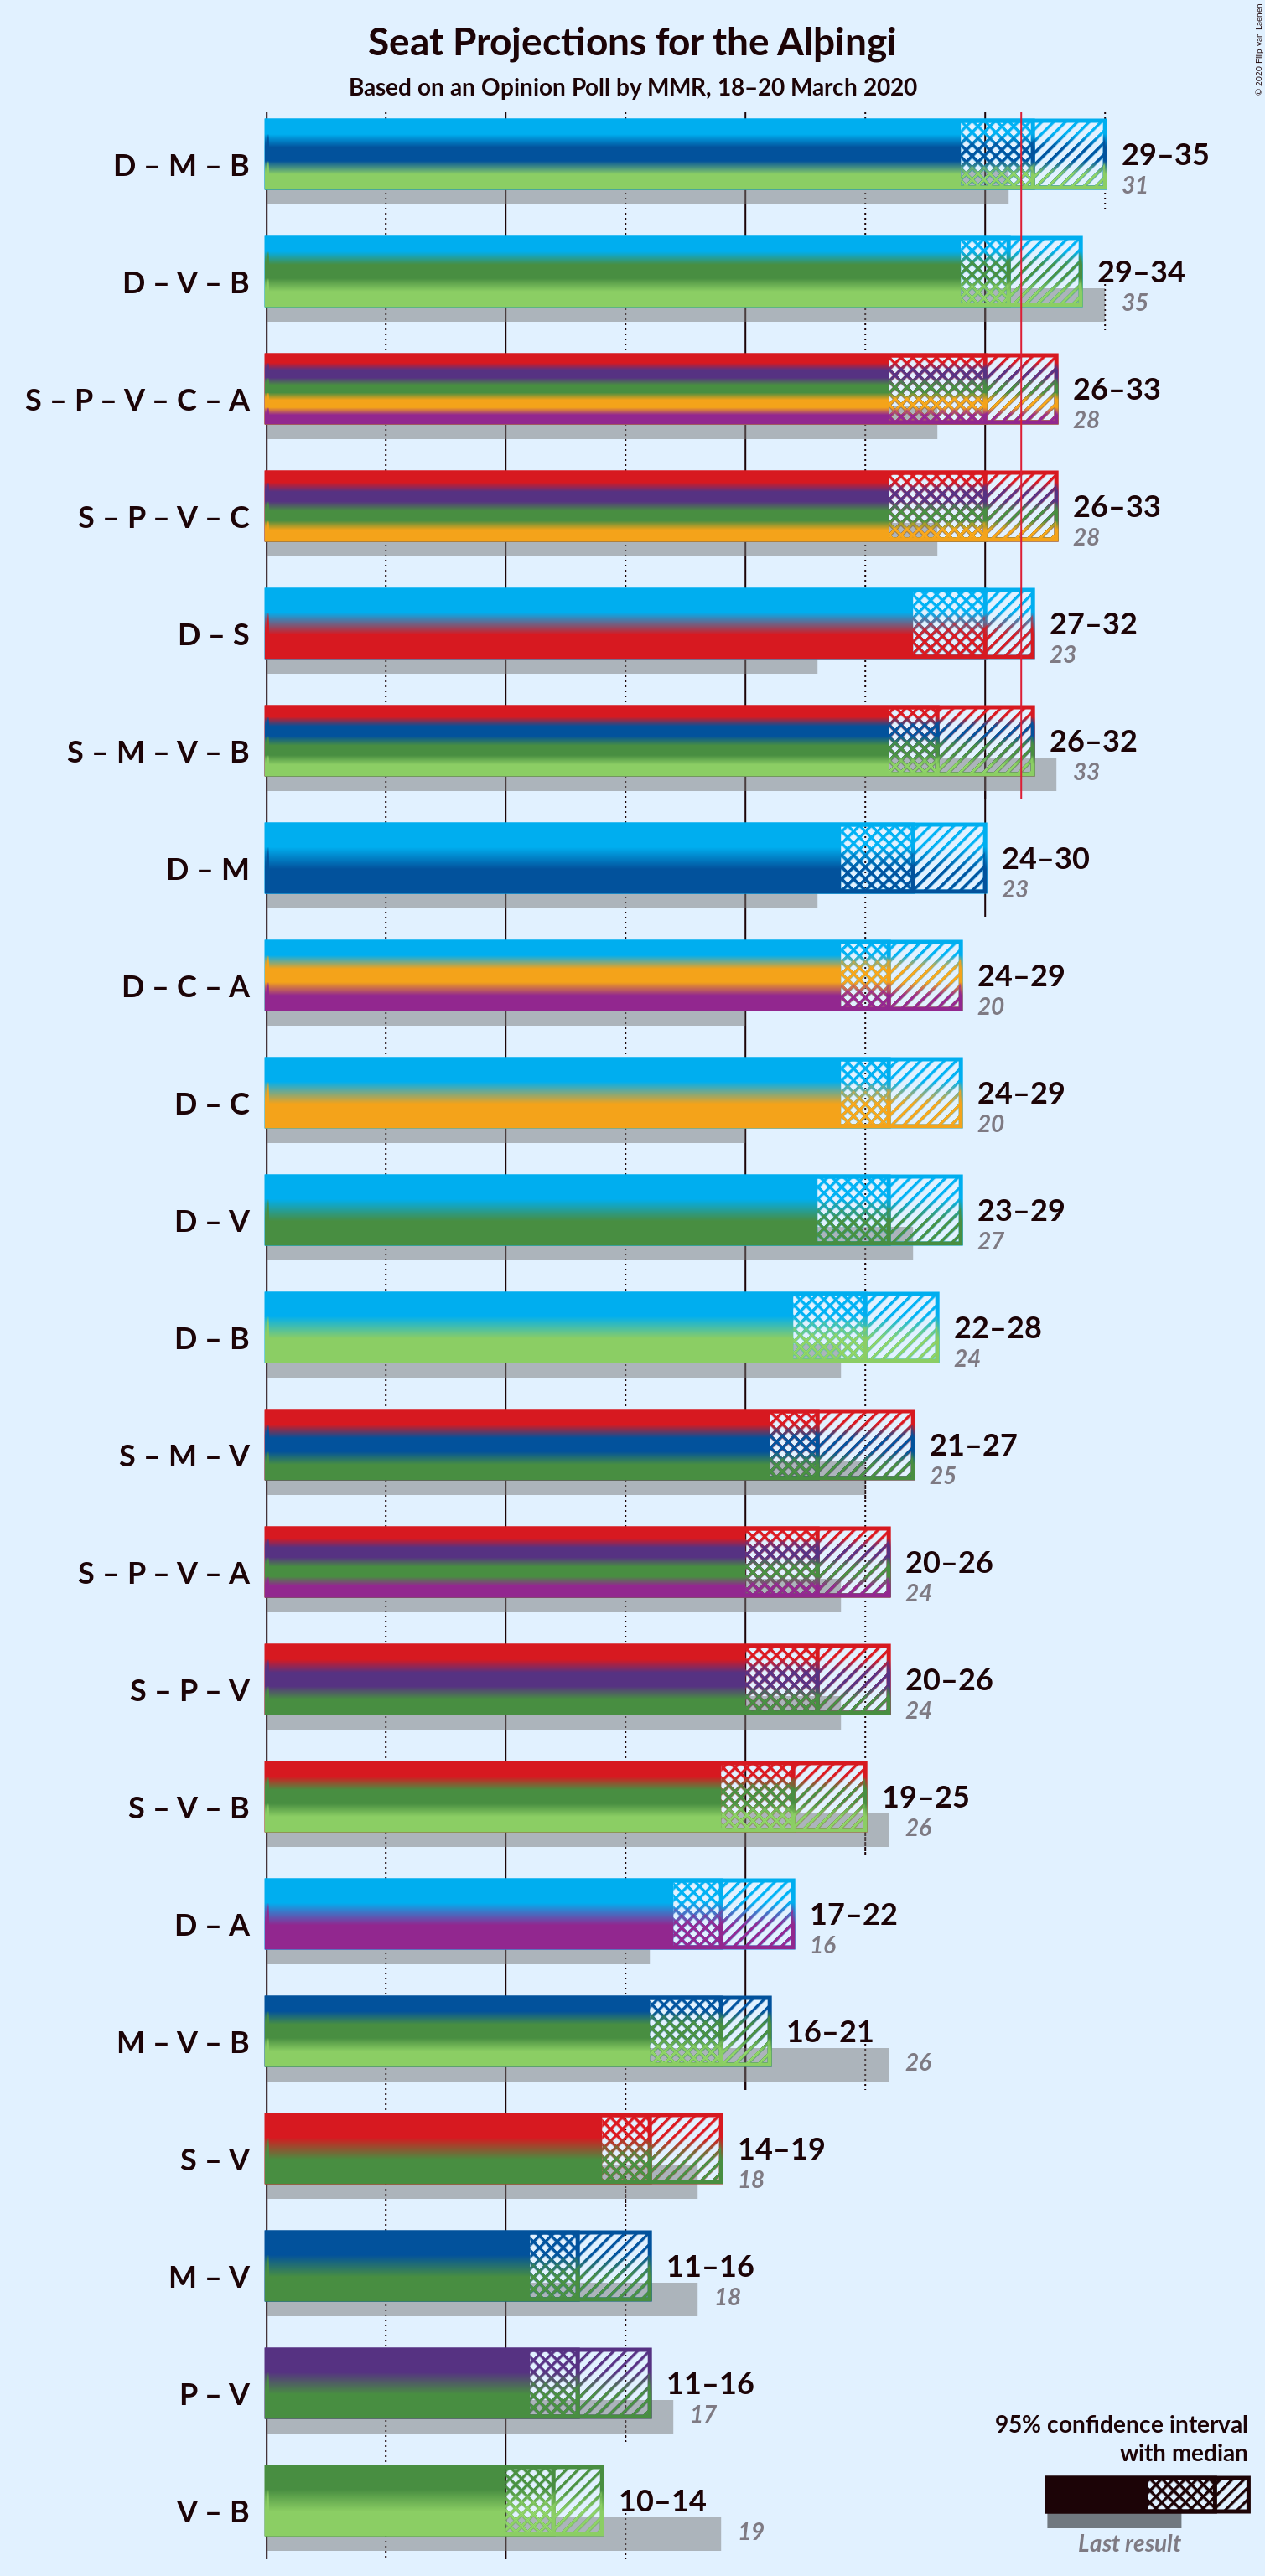 Seat Projections for the Alþingi
Based on an Opinion Poll by MMR, 18–20 March 2020
© 2020 Filip van Laenen
D – M – B
29–35
31
D – V – B
29–34
35
S – P – V – C – A
26–33
28
S – P – V – C
26–33
28
D – S
27–32
23
S – M – V – B
26–32
33
D – M
24–30
23
D – C – A
24–29
20
D – C
24–29
20
D – V
23–29
27
D – B
22–28
24
S – M – V
21–27
25
S – P – V – A
20–26
24
S – P – V
20–26
24
S – V – B
19–25
26
D – A
17–22
16
M – V – B
16–21
26
S – V
14–19
18
M – V
11–16
18
P – V
11–16
17
V – B
10–14
19
95% confidence interval
with median
Last result